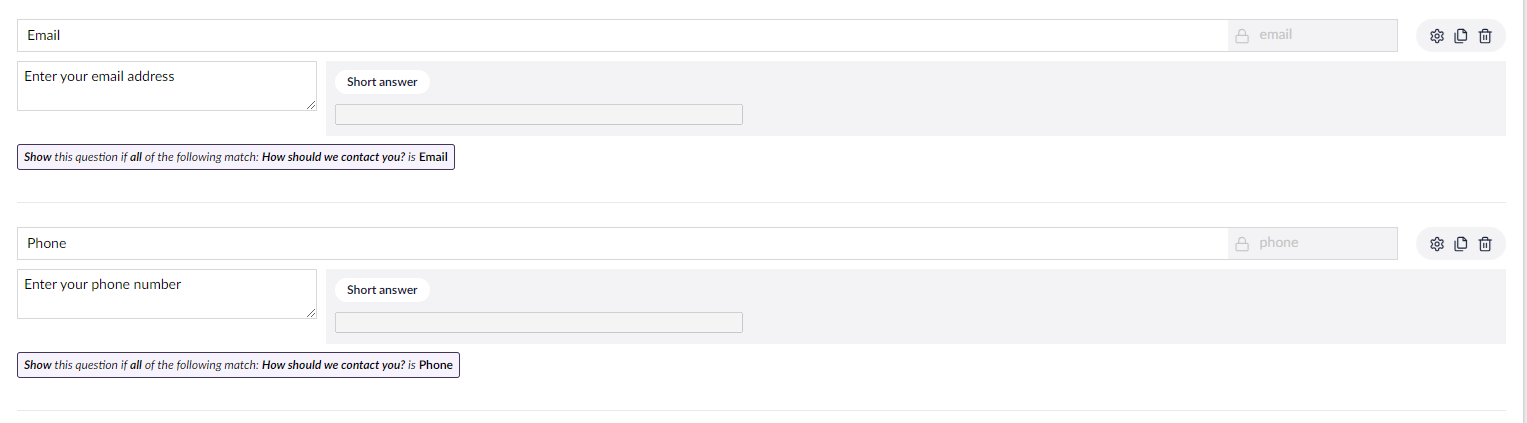 Email
email
Enter your email address
Short answer
Show this question if all of the following match: How should we contact you? is Email
Phone
phone
Enter your phone number
Short answer
Show this question if all of the following match: How should we contact you? is Phone